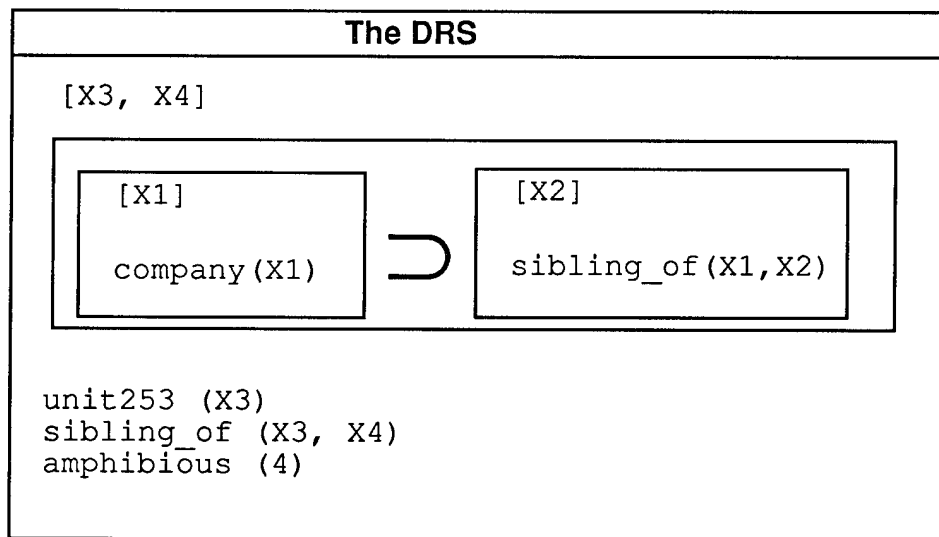 The DRS
[X3, X4]
[X1]
[X2]
company(X1)
⊃
sibling_of(X1,X2)
unit253 (X3)
sibling_of (X3, X4)
amphibious (4)